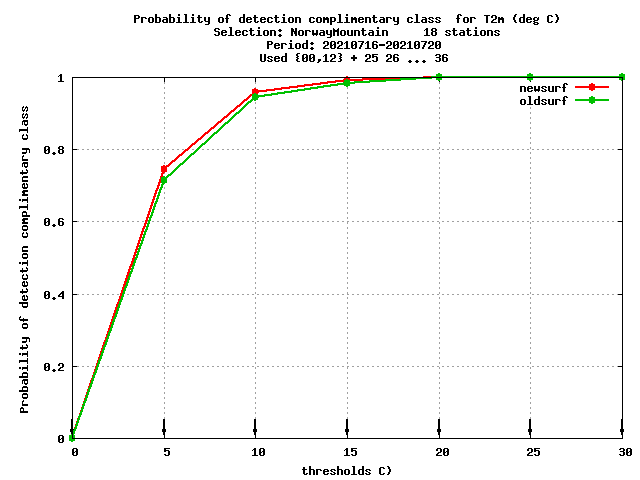 Probability of detection complimentary class  for T2m (deg C)
Selection: NorwayMountain     18 stations
Period: 20210716-20210720
Used {00,12} + 25 26 ... 36
newsurf
oldsurf
Probability of detection complimentary class
1
0.8
0.6
0.4
0.2
0
0 5 10 15 20 25 30
thresholds C)